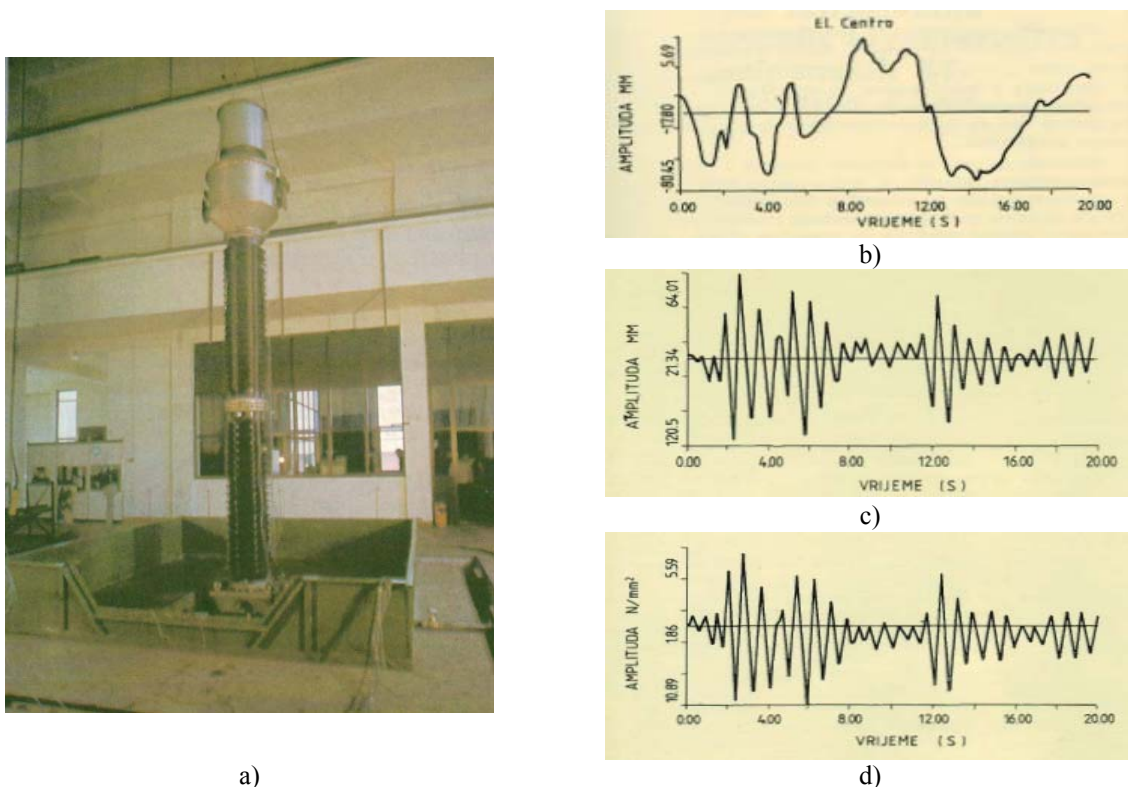 a)
El. Centro
AMPLITUDA MM
5.69
-17.80
-80.45
0.00 4.00 8.00 12.00 16.00 20.00
VRIJEME (S)
b)
AMPLITUDA MM
64.01
21.34
120.5
0.00 4.00 8.00 12.00 16.00 20.00
VRIJEME (S)
c)
AMPLITUDA N/mm²
5.59
1.86
10.89
0.00 4.00 8.00 12.00 16.00 20.00
VRIJEME (S)
d)